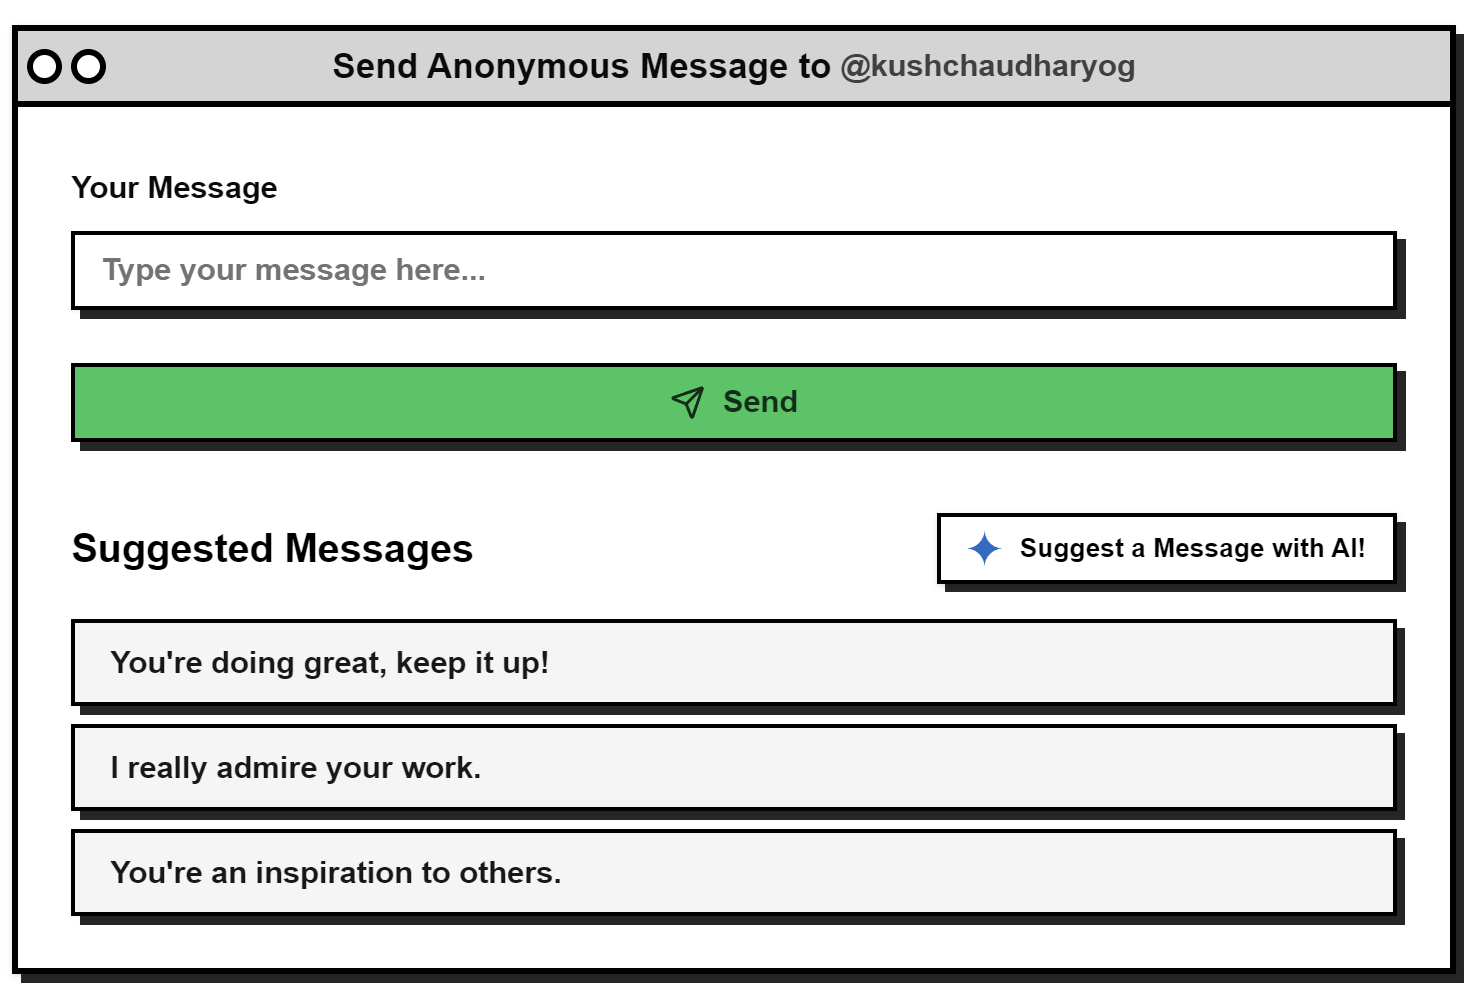 Send Anonymous Message to @kushchaudharyog
Your Message
Type your message here...
Send
Suggested Messages
Suggest a Message with AI!
You're doing great, keep it up!
I really admire your work.
You're an inspiration to others.